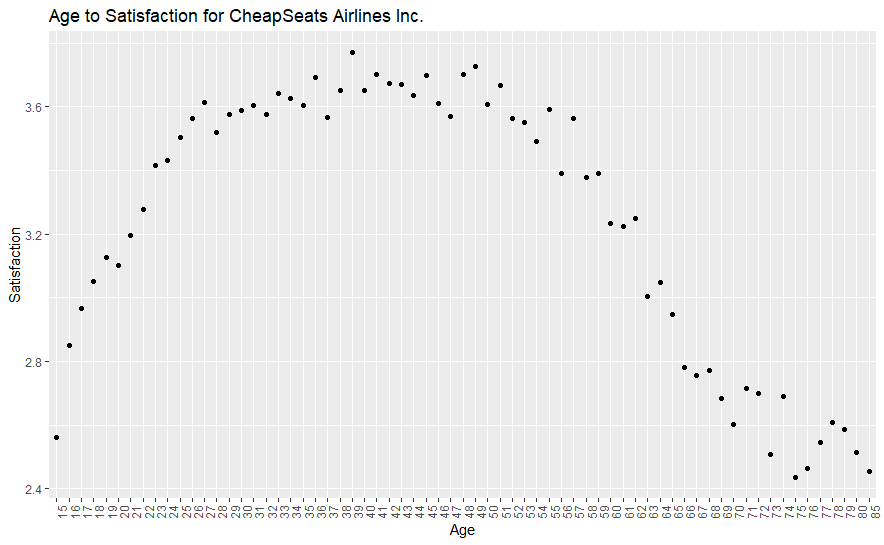 Age to Satisfaction for CheapSeats Airlines Inc.
Satisfaction
3.6
3.2
2.8
2.4
15 16 17 18 19 20 21 22 23 24 25 26 27 28 29 30 31 32 33 34 35 36 37 38 39 40 41 42 43 44 45 46 47 48 49 50 51 52 53 54 55 56 57 58 59 60 61 62 63 64 65 66 67 68 69 70 71 72 73 74 75 76 77 78 79 80 85
Age